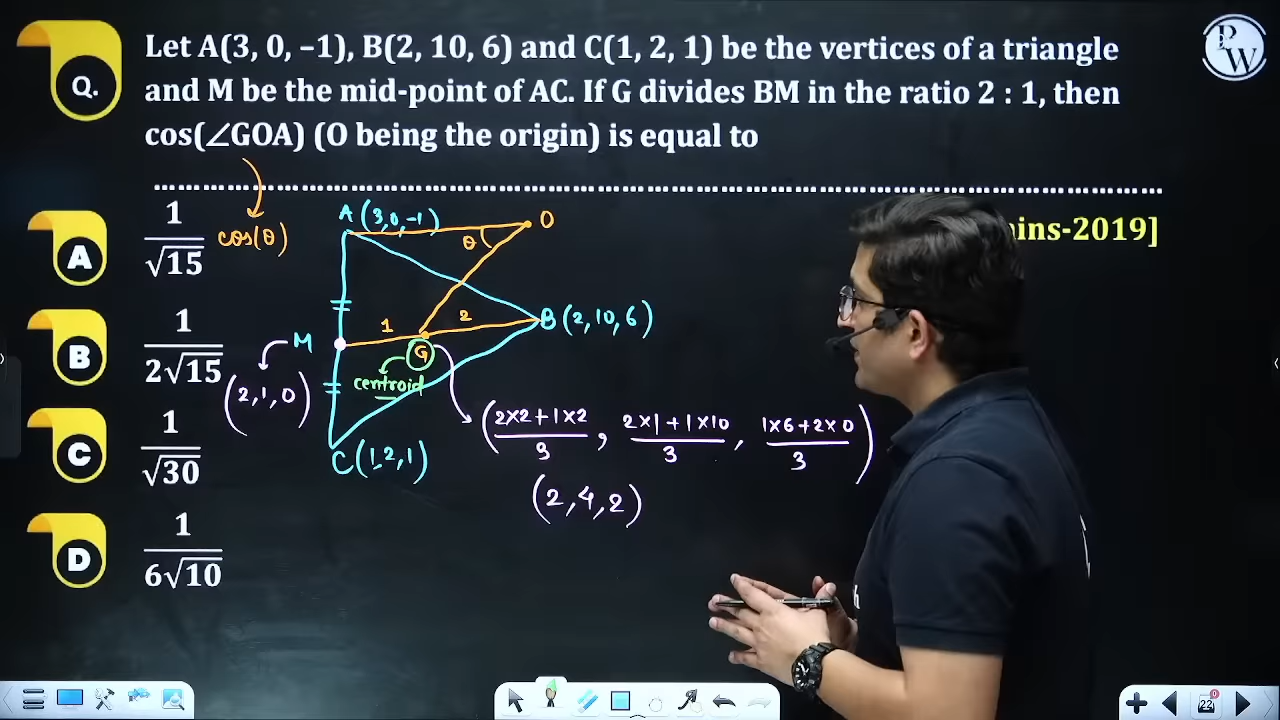 Q.
Let A(3, 0, –1), B(2, 10, 6) and C(1, 2, 1) be the vertices of a triangle
and M be the mid-point of AC. If G divides BM in the ratio 2 : 1, then
cos(∠GOA) (O being the origin) is equal to
PW
ins-2019]
A
1/√15
cos(θ)
B
1/2√15
C
1/√30
D
1/6√10
A (3,0,-1)
O
θ
B (2,10,6)
1
2
M
G
centroid
(2,1,0)
C (1,2,1)
((2×2+1×2)/3, (2×1+1×10)/3, (1×6+2×0)/3)
(2,4,2)
22